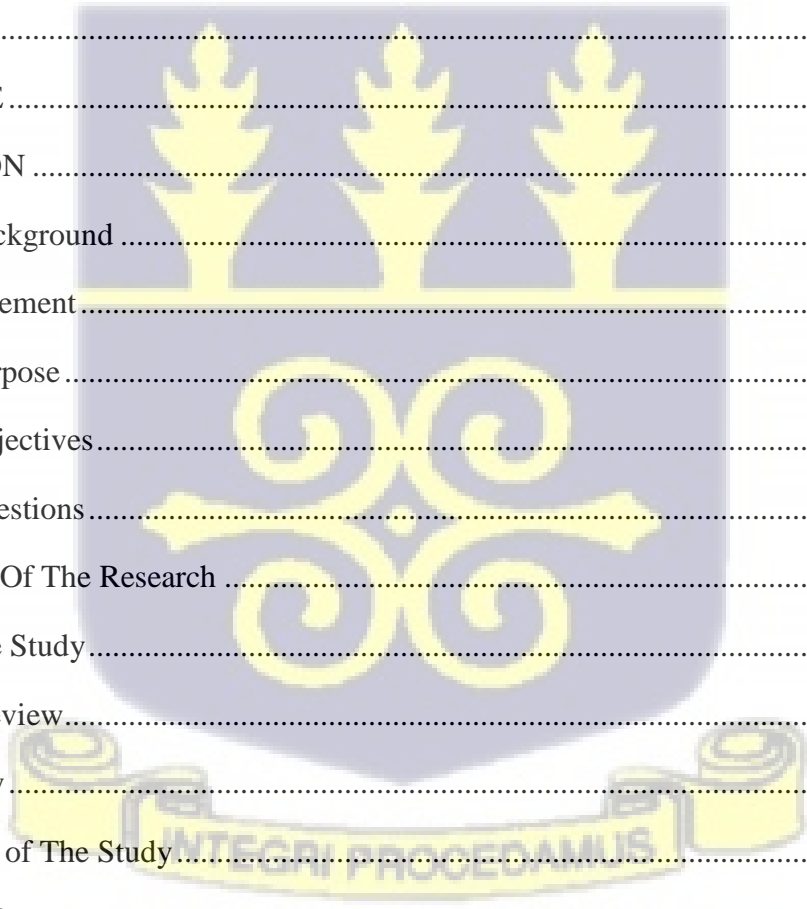 E
ON
ckground
ement
rpose
jectives
estions
Of The Research
e Study
view
y
of The Study
INTEGRI PROCEDAMUS